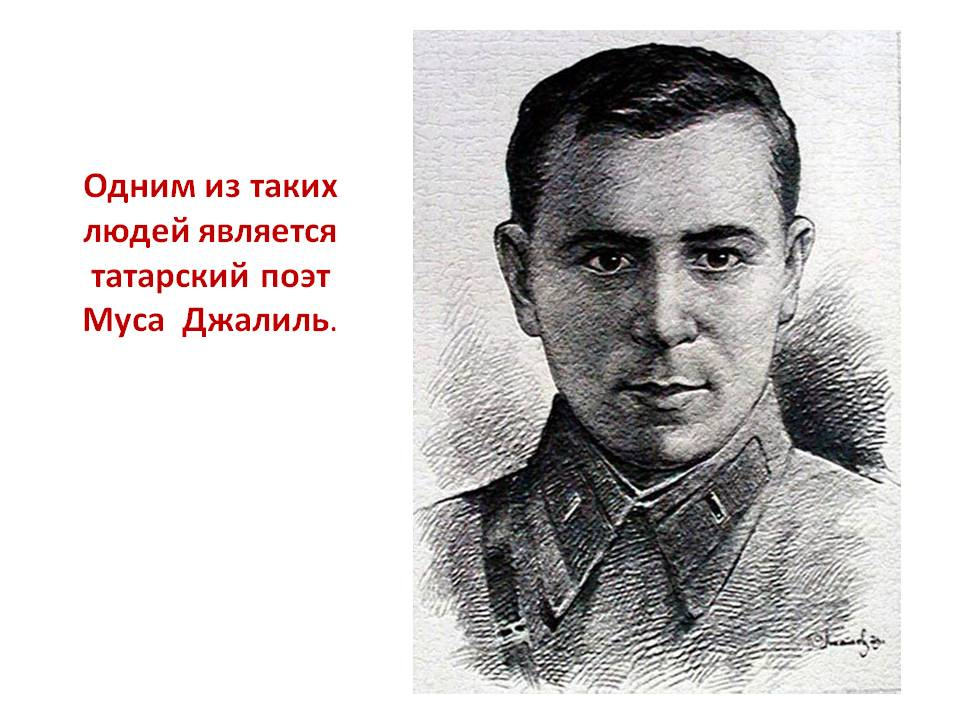 Одним из таких
людей является
татарский поэт
Муса Джалиль.